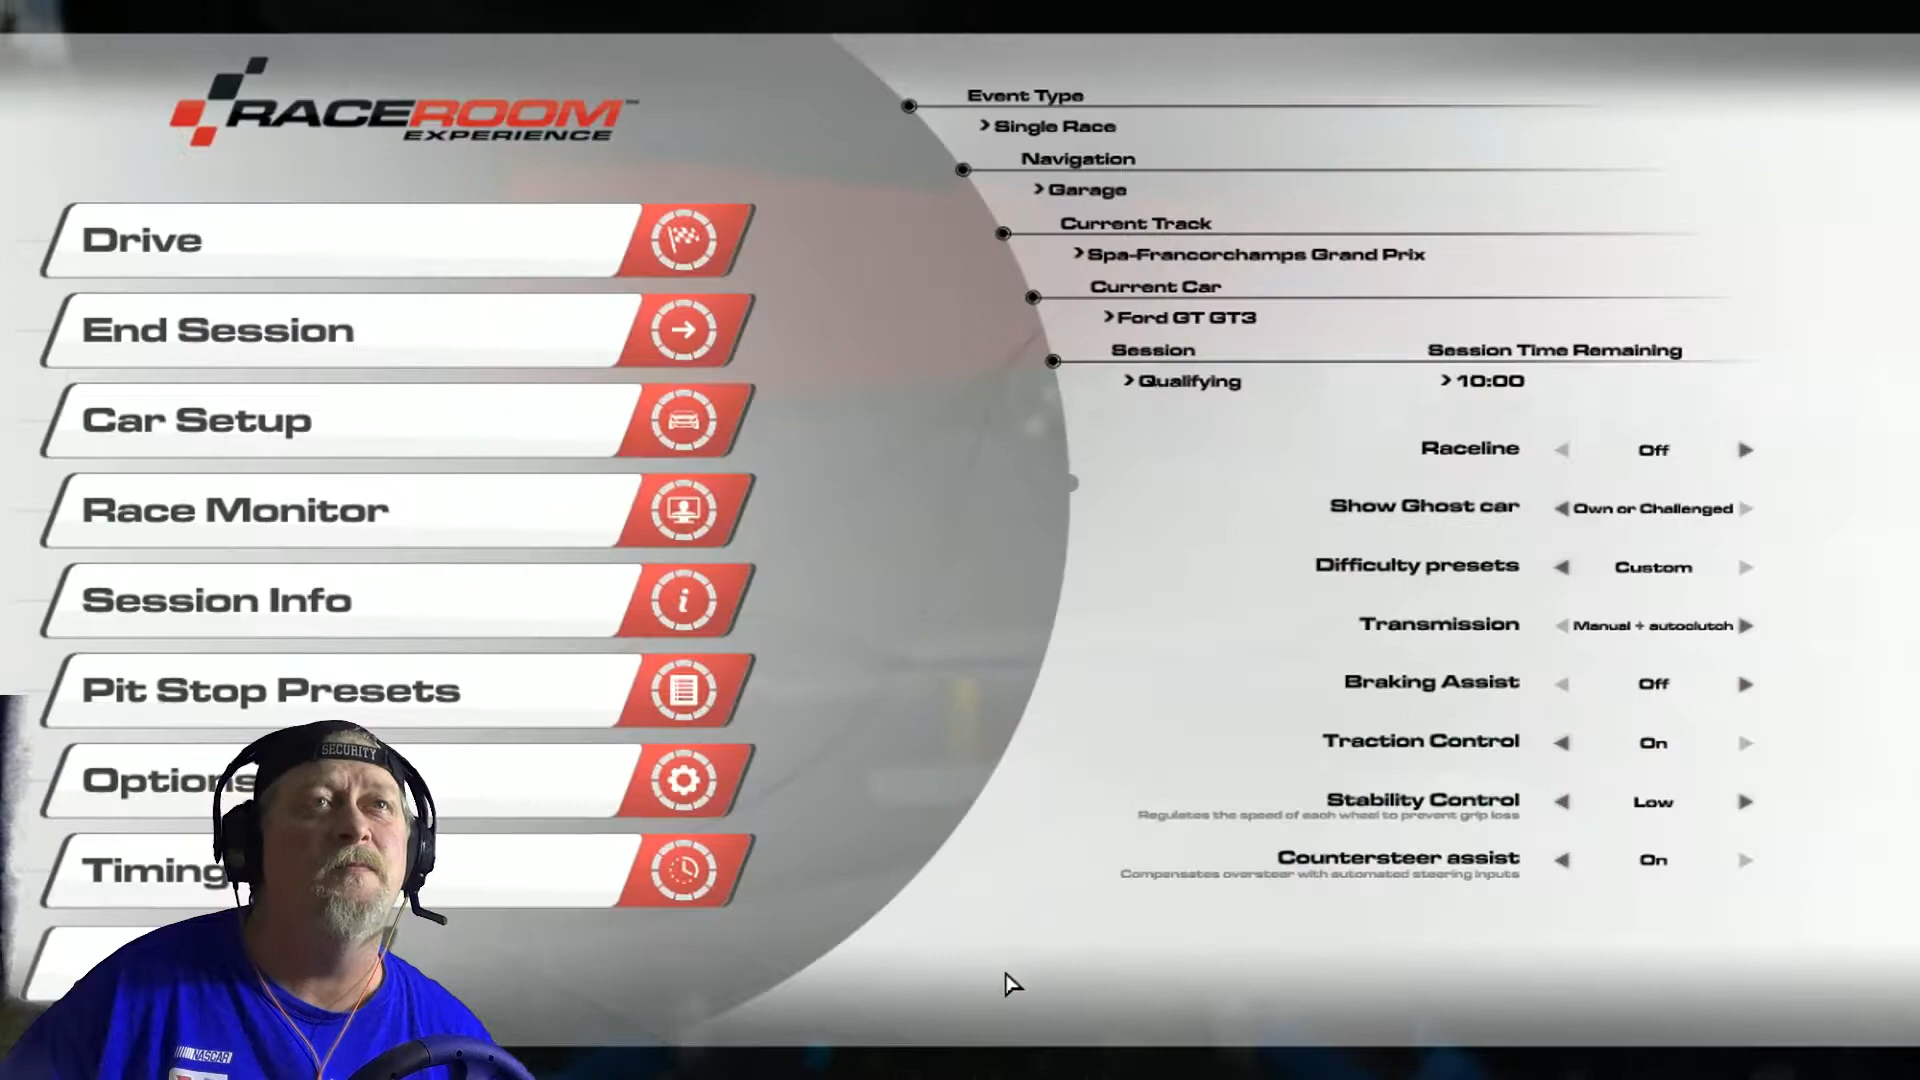 RACEROOM™
EXPERIENCE
Drive
End Session
Car Setup
Race Monitor
Session Info
Pit Stop Presets
Options
Timing
Event Type
Single Race
Navigation
Garage
Current Track
Spa-Francorchamps Grand Prix
Current Car
Ford GT GT3
Session Session Time Remaining
Qualifying 10:00
Raceline Off
Show Ghost car Own or Challenged
Difficulty presets Custom
Transmission Manual + autoclutch
Braking Assist Off
Traction Control On
Stability Control Low
Regulates the speed of each wheel to prevent grip loss
Countersteer assist On
Compensates oversteer with automated steering inputs
SECURITY
NASCAR